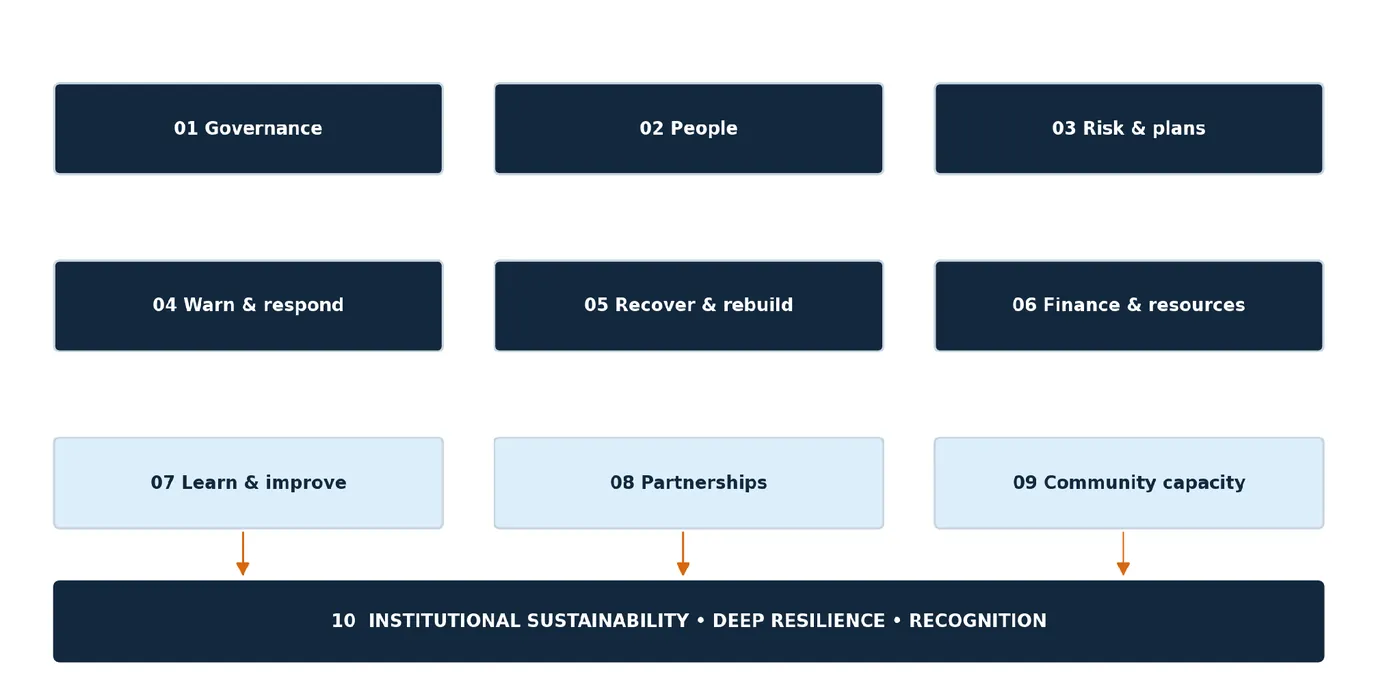 01 Governance
02 People
03 Risk & plans
04 Warn & respond
05 Recover & rebuild
06 Finance & resources
07 Learn & improve
08 Partnerships
09 Community capacity
10 INSTITUTIONAL SUSTAINABILITY • DEEP RESILIENCE • RECOGNITION